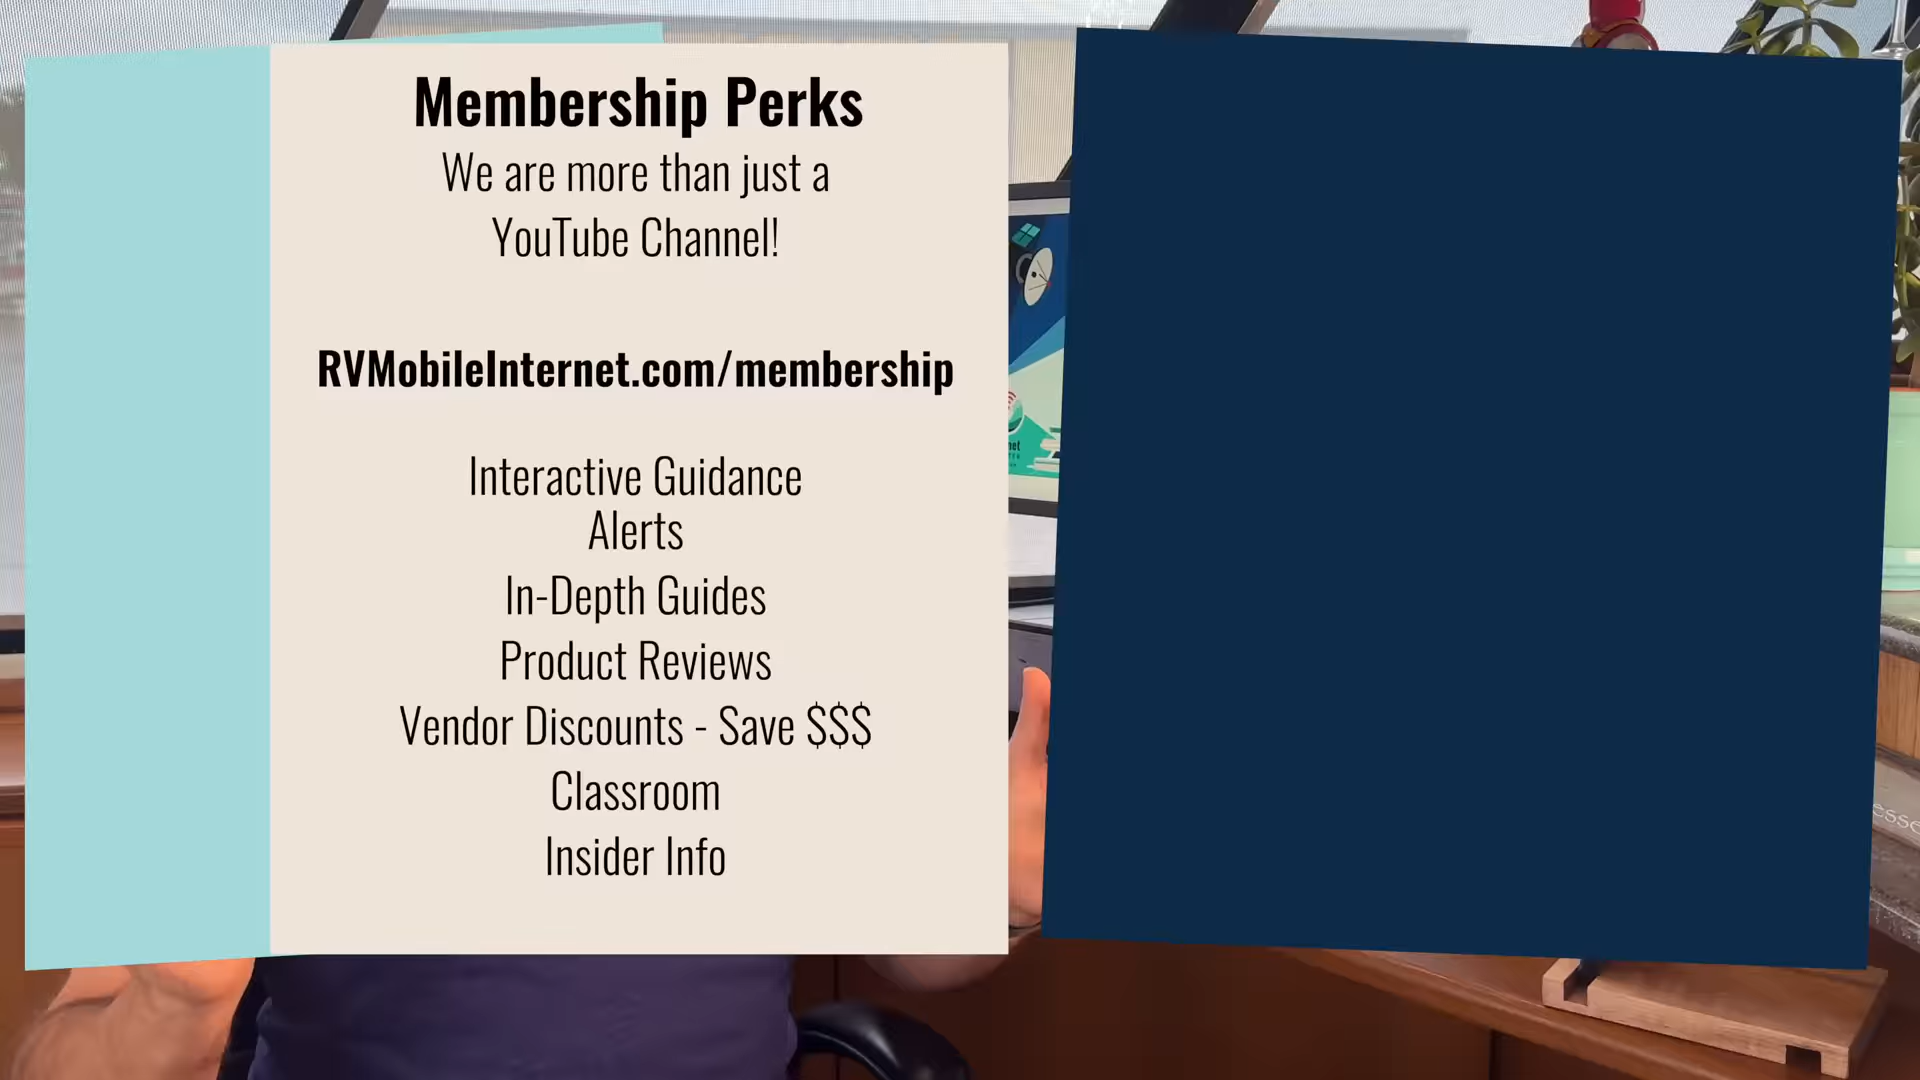 Membership Perks
We are more than just a
YouTube Channel!
RVMobileInternet.com/membership
Interactive Guidance
Alerts
In-Depth Guides
Product Reviews
Vendor Discounts - Save $$$
Classroom
Insider Info